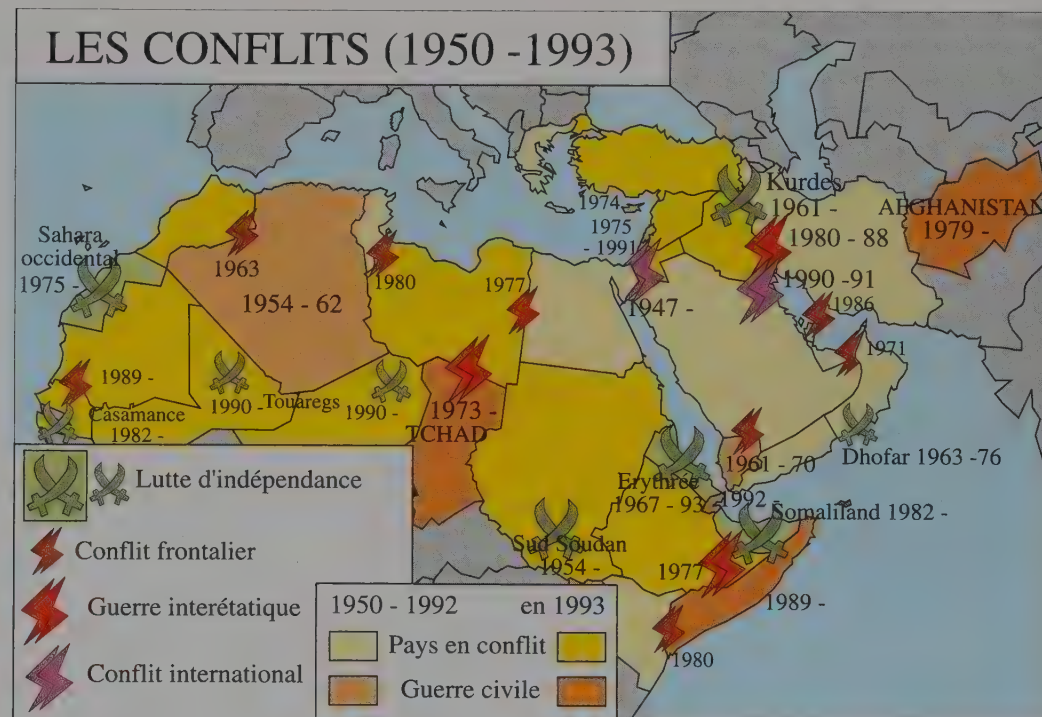 LES CONFLITS (1950 -1993)
Kurdes
1961 -
AFGHANISTAN
1979 -
1974 -
1975
- 1991
1980 - 88
1990 -91
1986
1971
Sahara
occidental
1975 -
1963
1980
1977
1947 -
1954 - 62
1989 -
Casamance
1982 -
1990 -
Touaregs
1990 -
1973 -
TCHAD
1961 - 70
Dhofar 1963 -76
Erythrée
1967 - 93
1992 -
Somaliland 1982 -
Sud Soudan
1954 -
1977
1989 -
1980
Lutte d'indépendance
Conflit frontalier
Guerre interétatique
Conflit international
1950 - 1992 en 1993
Pays en conflit
Guerre civile